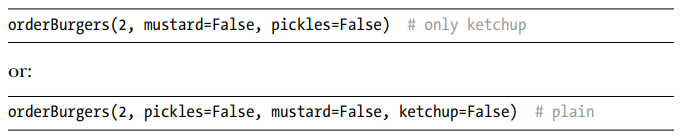 orderBurgers(2, mustard=False, pickles=False)  # only ketchup
or:
orderBurgers(2, pickles=False, mustard=False, ketchup=False)  # plain